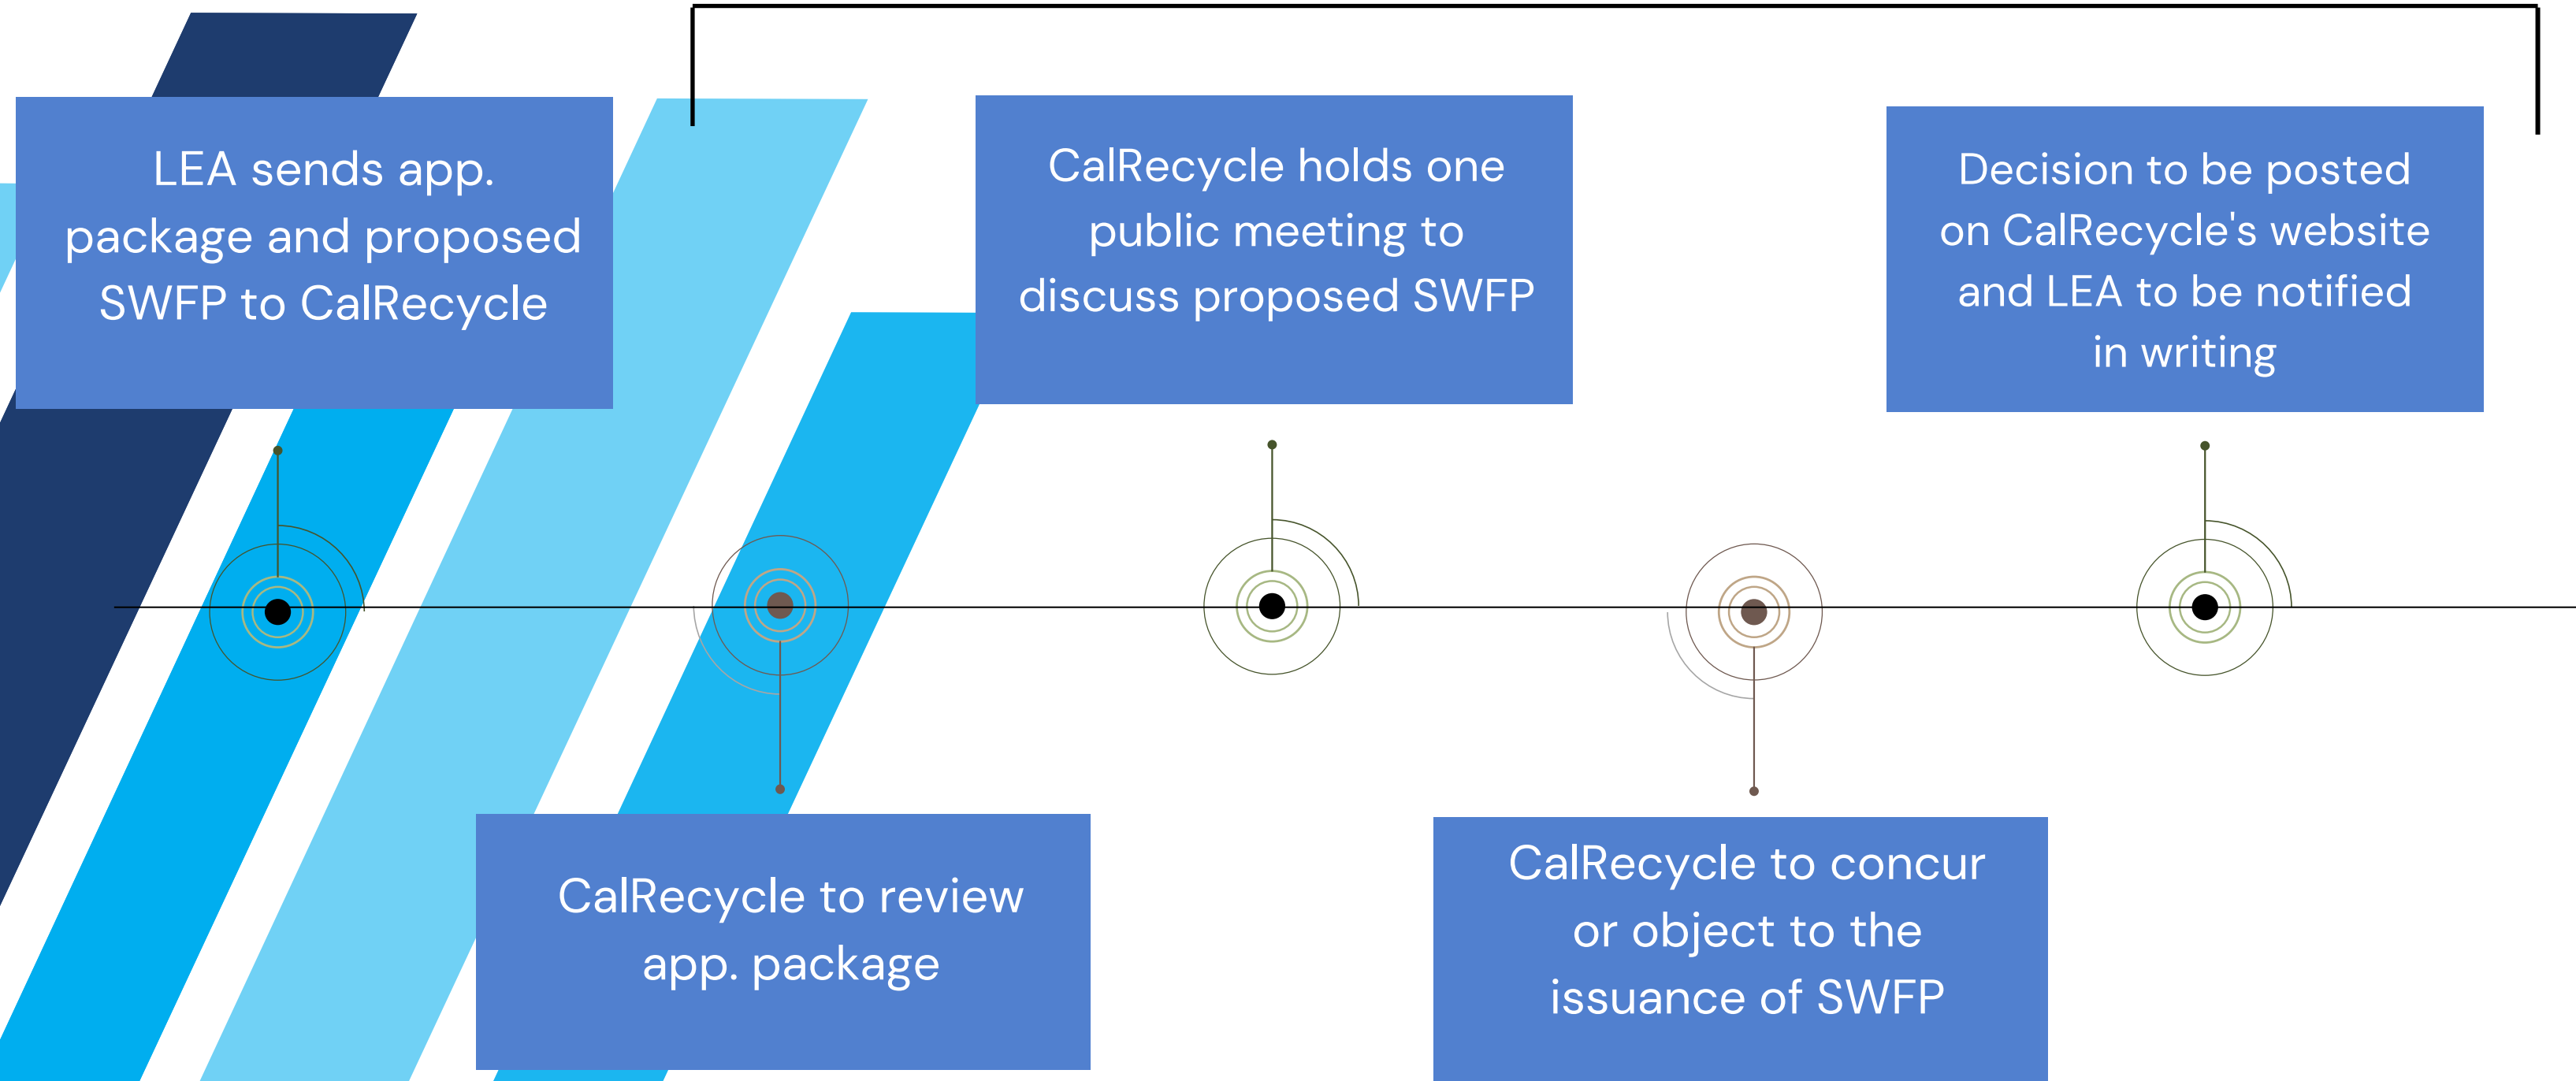 LEA sends app.
package and proposed
SWFP to CalRecycle
CalRecycle to review
app. package
CalRecycle holds one
public meeting to
discuss proposed SWFP
CalRecycle to concur
or object to the
issuance of SWFP
Decision to be posted
on CalRecycle's website
and LEA to be notified
in writing